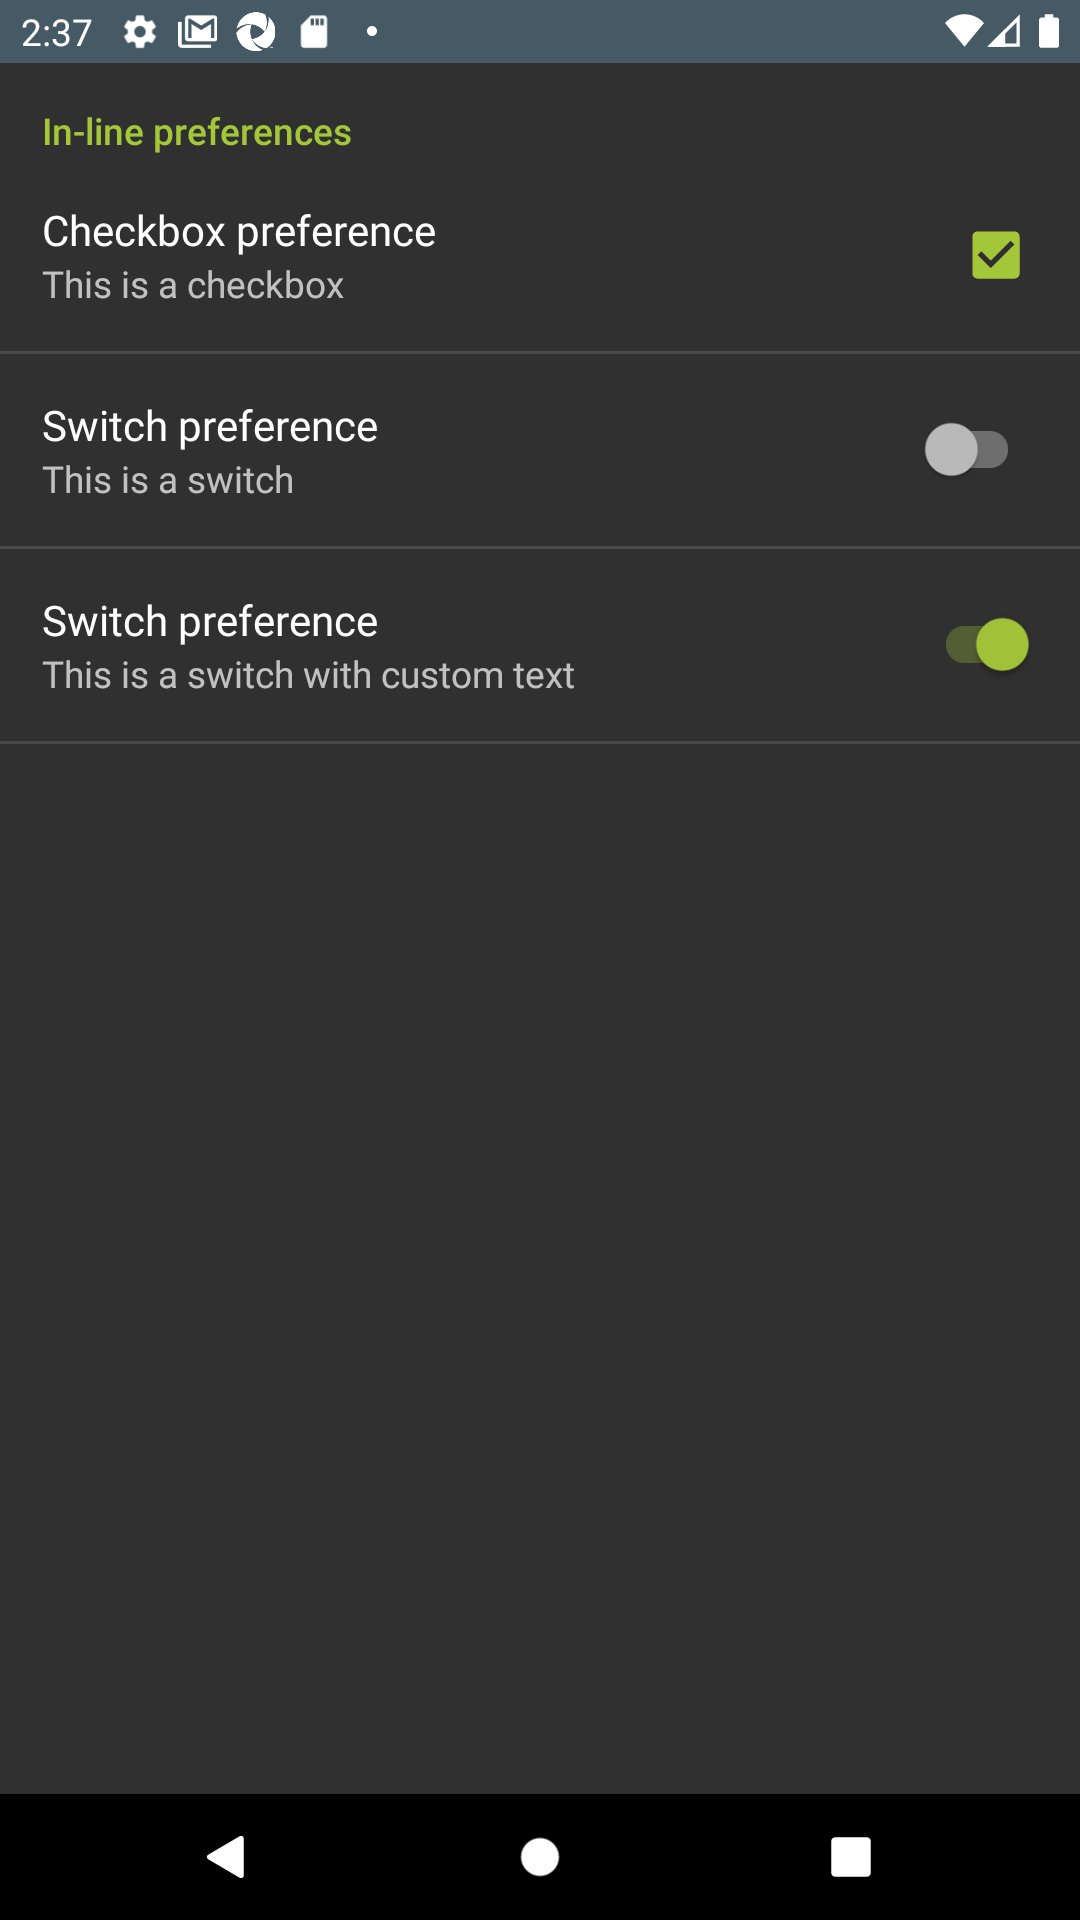 2:37
In-line preferences
Checkbox preference
This is a checkbox
Switch preference
This is a switch
Switch preference
This is a switch with custom text